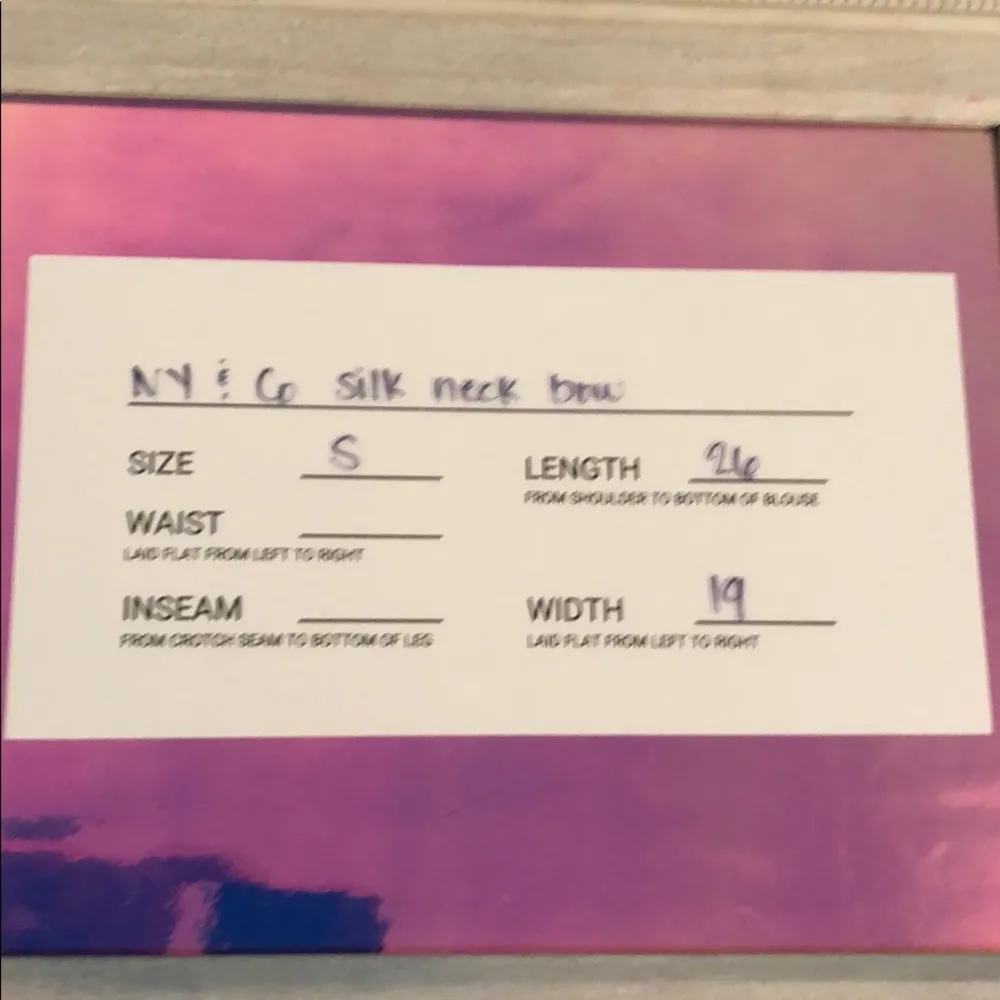 NY & Co silk neck bow
SIZE S
LENGTH 26
FROM SHOULDER TO BOTTOM OF BLOUSE
WAIST
LAID FLAT FROM LEFT TO RIGHT
INSEAM
FROM CROTCH SEAM TO BOTTOM OF LEG
WIDTH 19
LAID FLAT FROM LEFT TO RIGHT